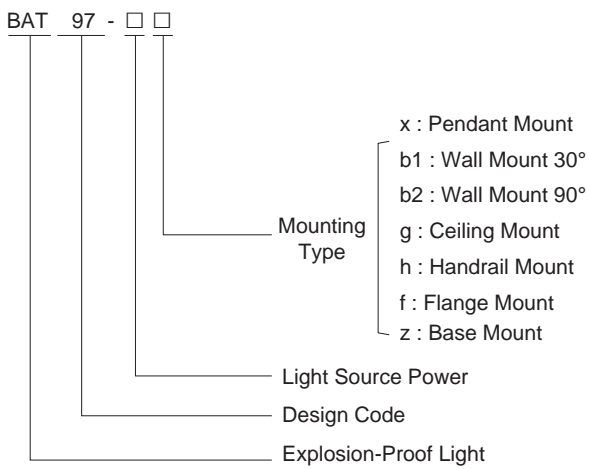 BAT 97 - □ □
x : Pendant Mount
b1 : Wall Mount 30°
b2 : Wall Mount 90°
Mounting
Type
g : Ceiling Mount
h : Handrail Mount
f : Flange Mount
z : Base Mount
Light Source Power
Design Code
Explosion-Proof Light